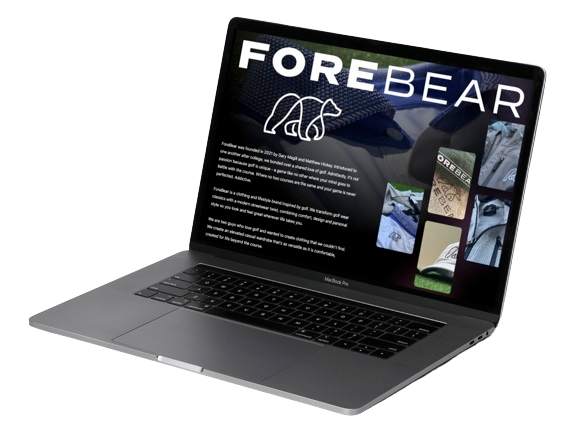 FOREBEAR
ForeBear was founded in 2021 by Gary Magill and Matthew Hickey. Introduced to
one another after college, we bonded over a shared love of golf. Admittedly, it's our
passion because golf is unique - a game like no other where your mind goes to
battle with the course. Where no two courses are the same and your game is never
perfected. Addictive.
ForeBear is a clothing and lifestyle brand inspired by golf. We transform golf wear
classics with a modern streetwear twist, combining comfort, design and personal
style so you look and feel great wherever life takes you.
We are two guys who love golf and wanted to create clothing that we couldn't find.
We create an elevated casual wardrobe that's as versatile as it is comfortable,
created for life beyond the course.
FOREBEAR
MacBook Pro